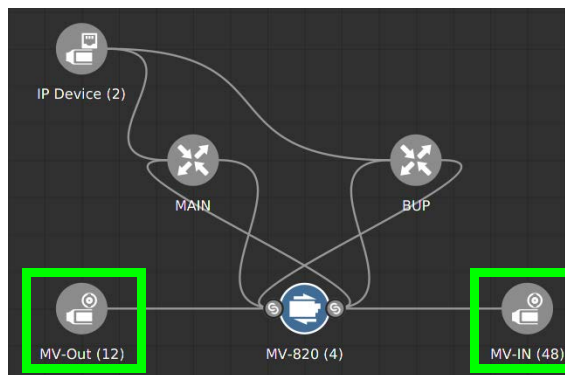 IP Device (2)
MAIN
BUP
MV-Out (12)
MV-820 (4)
MV-IN (48)